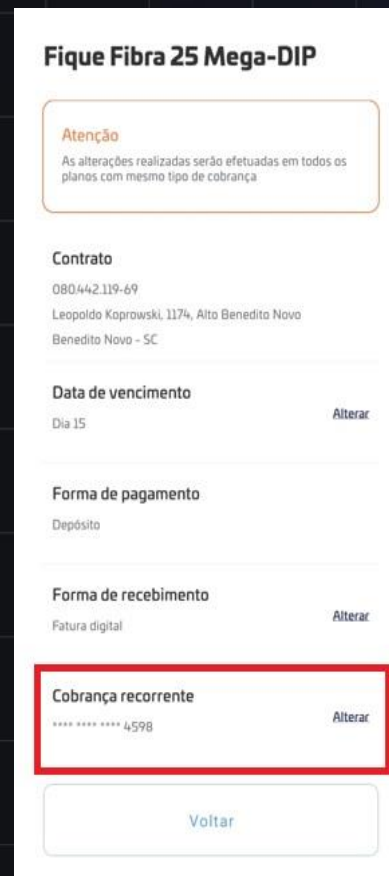 Fique Fibra 25 Mega-DIP
Atenção
As alterações realizadas serão efetuadas em todos os
planos com mesmo tipo de cobrança
Contrato
080.442.119-69
Leopoldo Koprowski, 1174, Alto Benedito Novo
Benedito Novo - SC
Data de vencimento
Dia 15
Alterar
Forma de pagamento
Depósito
Forma de recebimento
Fatura digital
Alterar
Cobrança recorrente
**** **** **** 4598
Alterar
Voltar